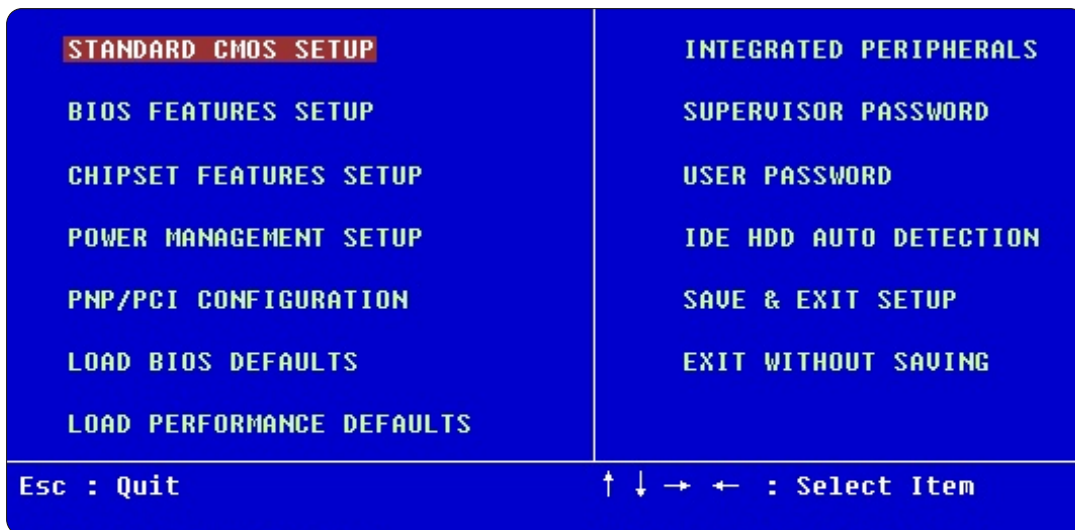 STANDARD CMOS SETUP
BIOS FEATURES SETUP
CHIPSET FEATURES SETUP
POWER MANAGEMENT SETUP
PNP/PCI CONFIGURATION
LOAD BIOS DEFAULTS
LOAD PERFORMANCE DEFAULTS
INTEGRATED PERIPHERALS
SUPERVISOR PASSWORD
USER PASSWORD
IDE HDD AUTO DETECTION
SAVE & EXIT SETUP
EXIT WITHOUT SAVING
Esc : Quit
↑ ↓ → ← : Select Item